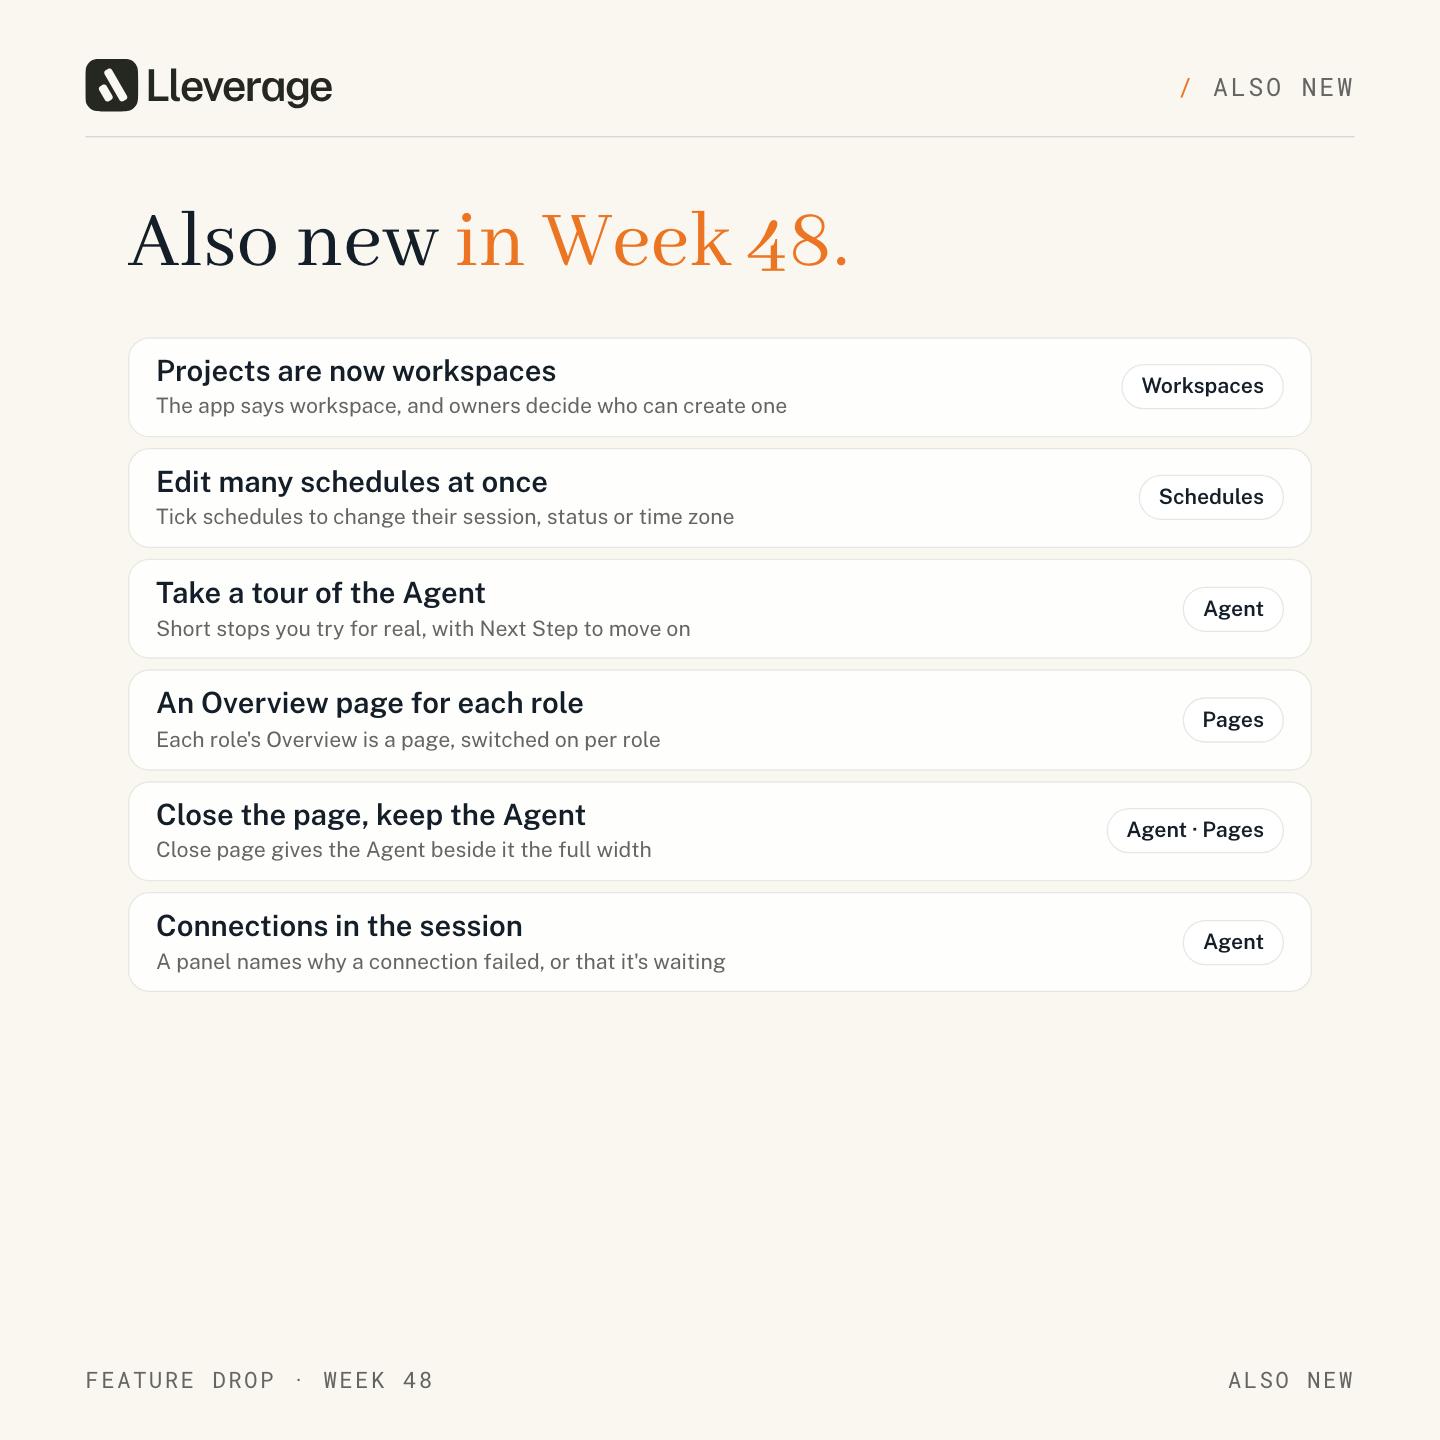 Lleverage
/ ALSO NEW
Also new in Week 48.
Projects are now workspaces
The app says workspace, and owners decide who can create one
Workspaces
Edit many schedules at once
Tick schedules to change their session, status or time zone
Schedules
Take a tour of the Agent
Short stops you try for real, with Next Step to move on
Agent
An Overview page for each role
Each role's Overview is a page, switched on per role
Pages
Close the page, keep the Agent
Close page gives the Agent beside it the full width
Agent · Pages
Connections in the session
A panel names why a connection failed, or that it's waiting
Agent
FEATURE DROP · WEEK 48
ALSO NEW